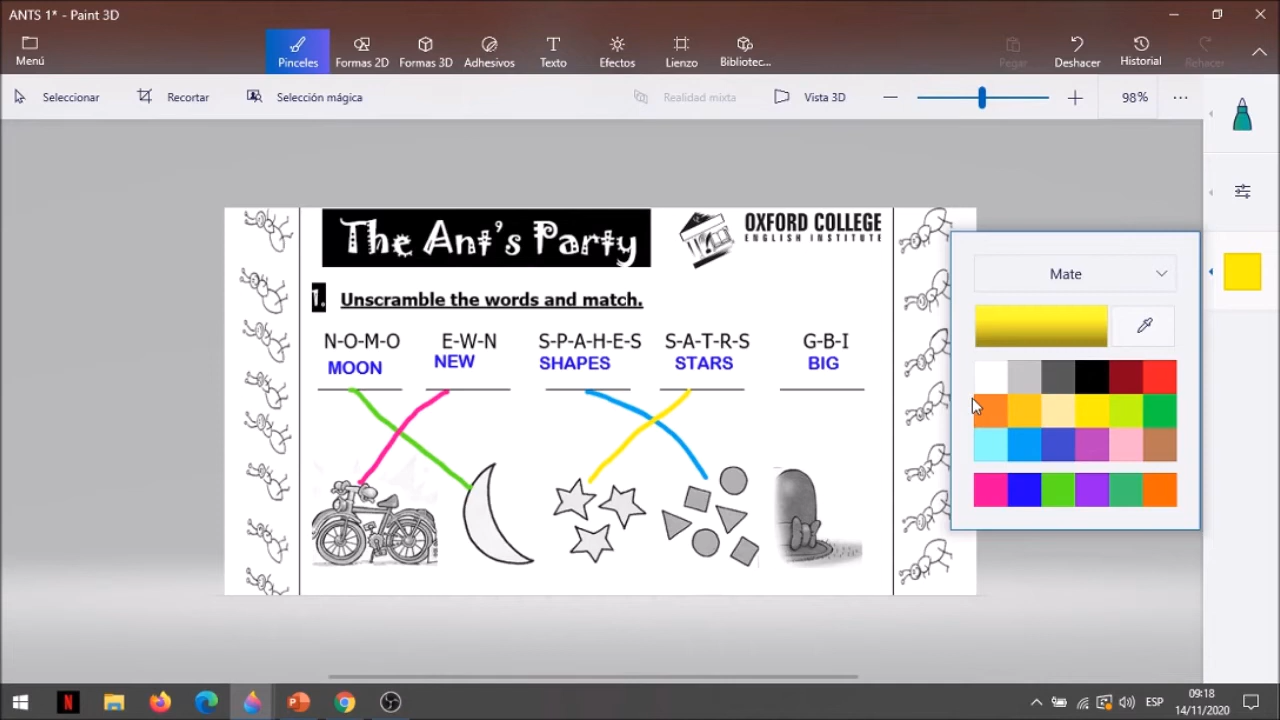 ANTS 1* - Paint 3D
Menú
Pinceles
Formas 2D
Formas 3D
Adhesivos
Texto
Efectos
Lienzo
Bibliotec...
Pegar
Deshacer
Historial
Rehacer
Seleccionar
Recortar
Selección mágica
Realidad mixta
Vista 3D
98%
The Ant's Party
OXFORD COLLEGE
ENGLISH INSTITUTE
1. Unscramble the words and match.
N-O-M-O E-W-N S-P-A-H-E-S S-A-T-R-S G-B-I
MOON NEW SHAPES STARS BIG
Mate
ESP
09:18
14/11/2020